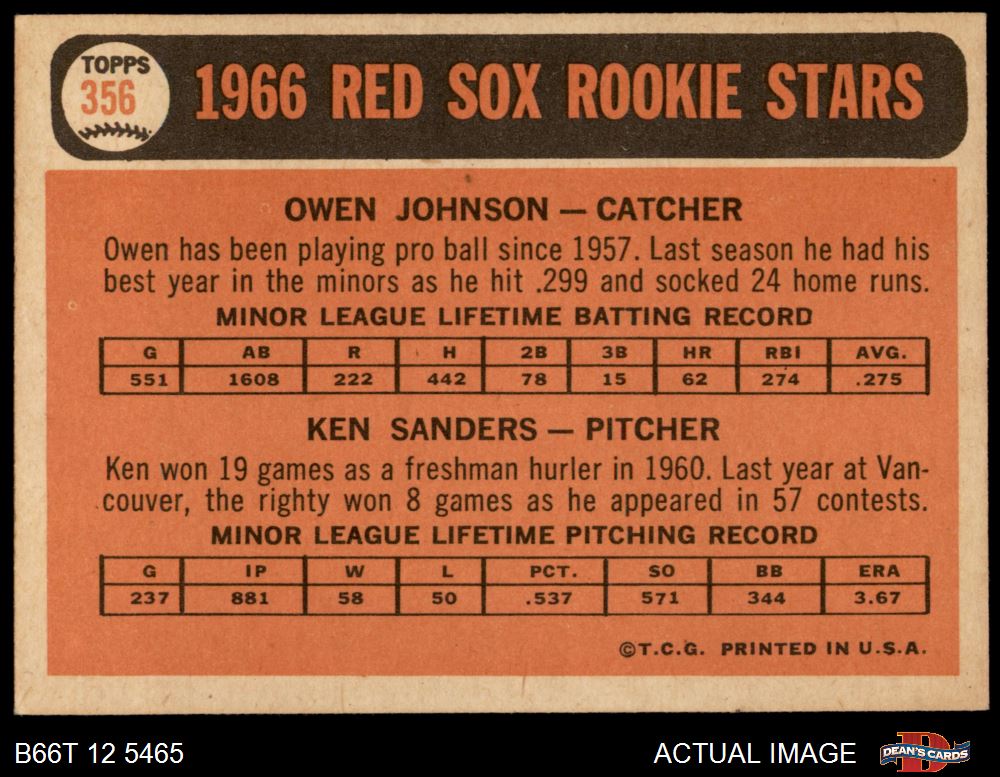 TOPPS
356
1966 RED SOX ROOKIE STARS
OWEN JOHNSON — CATCHER
Owen has been playing pro ball since 1957. Last season he had his
best year in the minors as he hit .299 and socked 24 home runs.
MINOR LEAGUE LIFETIME BATTING RECORD
G AB R H 2B 3B HR RBI AVG.
551 1608 222 442 78 15 62 274 .275
KEN SANDERS — PITCHER
Ken won 19 games as a freshman hurler in 1960. Last year at Van-
couver, the righty won 8 games as he appeared in 57 contests.
MINOR LEAGUE LIFETIME PITCHING RECORD
G IP W L PCT. SO BB ERA
237 881 58 50 .537 571 344 3.67
©T.C.G. PRINTED IN U.S.A.
B66T 12 5465
ACTUAL IMAGE
D
DEAN'S CARDS